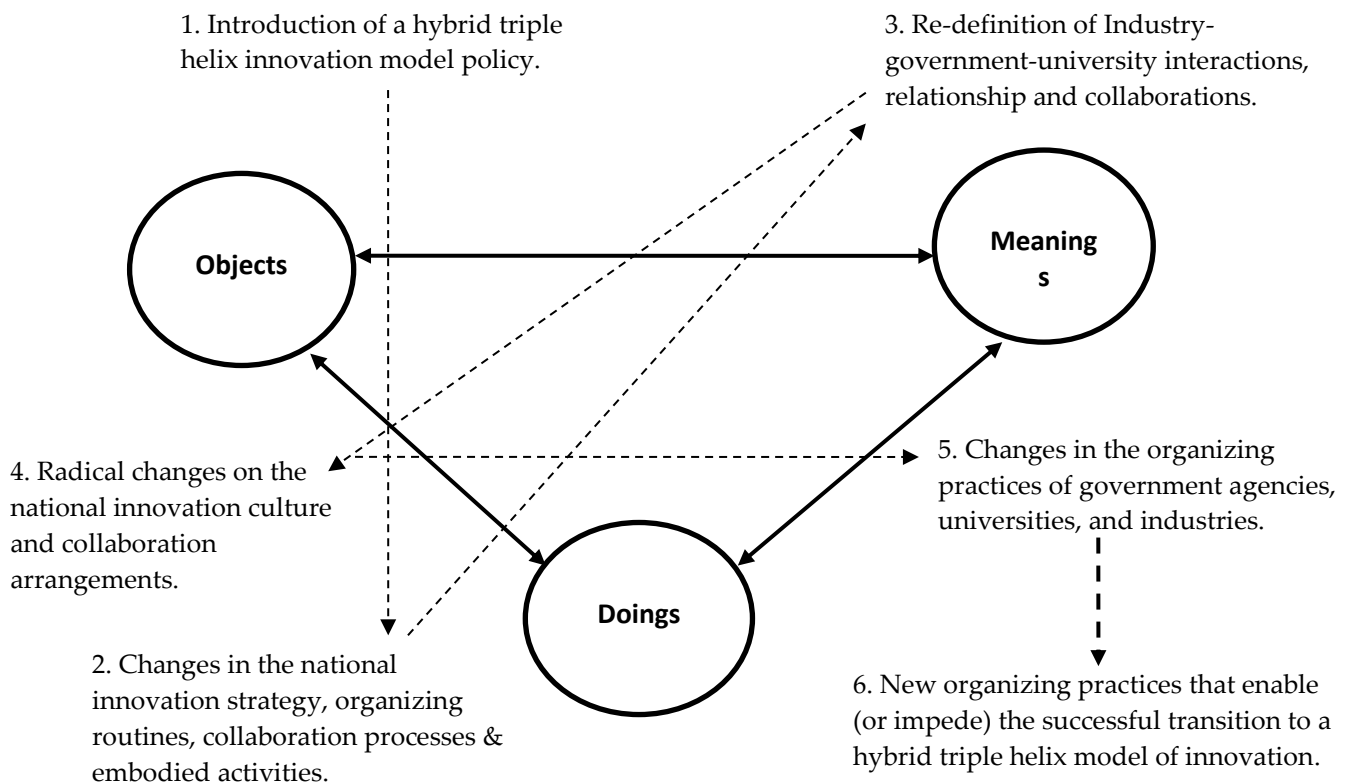 1. Introduction of a hybrid triple
helix innovation model policy.
3. Re-definition of Industry-
government-university interactions,
relationship and collaborations.
Objects
Meaning
s
4. Radical changes on the
national innovation culture
and collaboration
arrangements.
5. Changes in the organizing
practices of government agencies,
universities, and industries.
Doings
2. Changes in the national
innovation strategy, organizing
routines, collaboration processes &
embodied activities.
6. New organizing practices that enable
(or impede) the successful transition to a
hybrid triple helix model of innovation.